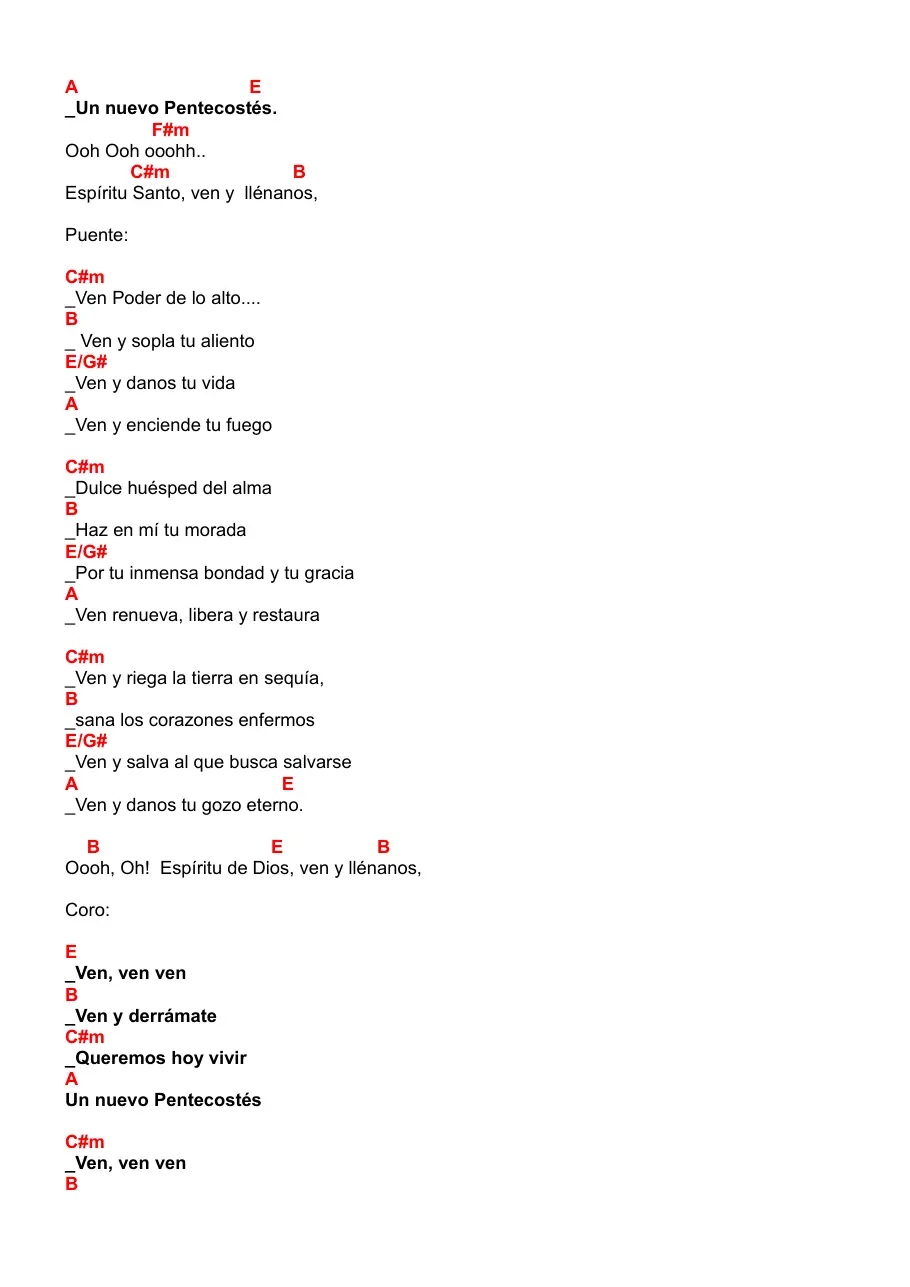 A E
_Un nuevo Pentecostés.
F#m
Ooh Ooh ooohh..
C#m B
Espíritu Santo, ven y  llénanos,
Puente:
C#m
_Ven Poder de lo alto....
B
_ Ven y sopla tu aliento
E/G#
_Ven y danos tu vida
A
_Ven y enciende tu fuego
C#m
_Dulce huésped del alma
B
_Haz en mí tu morada
E/G#
_Por tu inmensa bondad y tu gracia
A
_Ven renueva, libera y restaura
C#m
_Ven y riega la tierra en sequía,
B
_sana los corazones enfermos
E/G#
_Ven y salva al que busca salvarse
A E
_Ven y danos tu gozo eterno.
B E B
Oooh, Oh!  Espíritu de Dios, ven y llénanos,
Coro:
E
_Ven, ven ven
B
_Ven y derrámate
C#m
_Queremos hoy vivir
A
Un nuevo Pentecostés
C#m
_Ven, ven ven
B